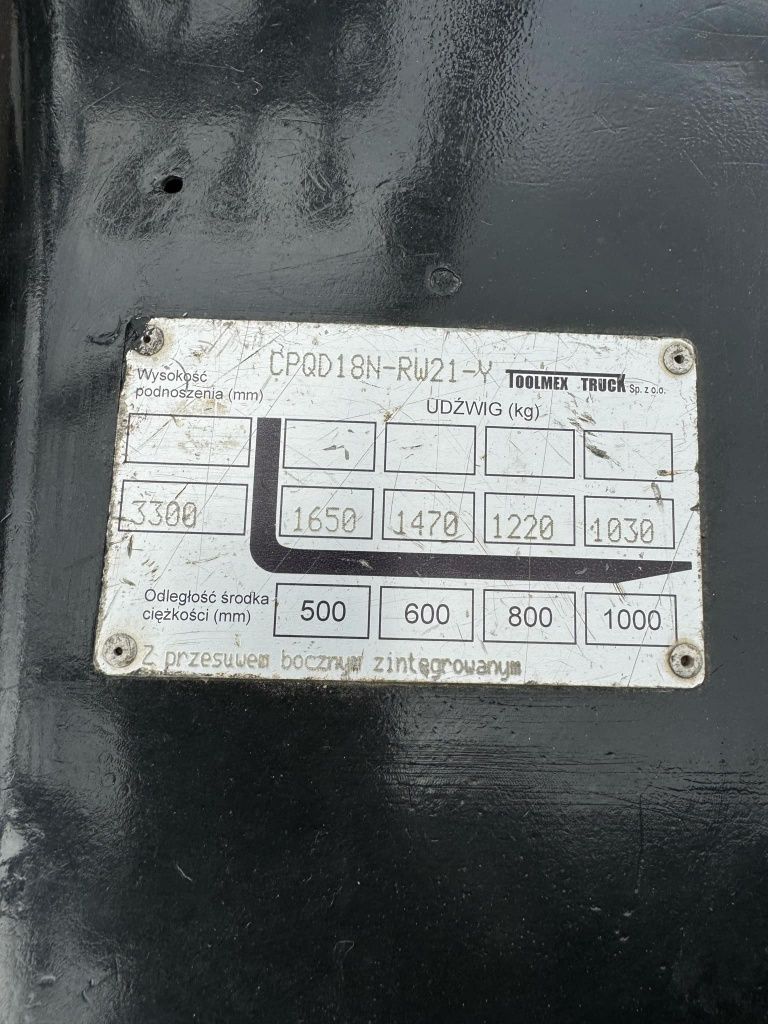 CPQD18N-RW21-Y TOOLMEX TRUCK Sp. z o.o.
Wysokość
podnoszenia (mm)
UDŹWIG (kg)
3300 1650 1470 1220 1030
Odległość środka
ciężkości (mm)
500 600 800 1000
Z przesuwem bocznym zintegrowanym